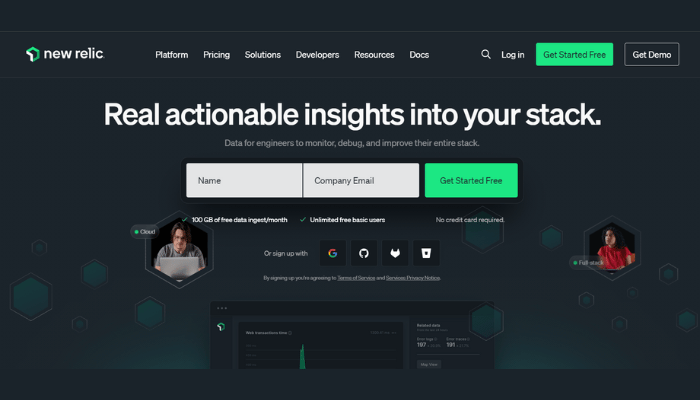 new relic
Platform Pricing Solutions Developers Resources Docs Log in Get Started Free Get Demo
Real actionable insights into your stack.
Data for engineers to monitor, debug, and improve their entire stack.
Name Company Email Get Started Free
100 GB of free data ingest/month Unlimited free basic users No credit card required.
Cloud
Or sign up with
Full-stack
By signing up you're agreeing to Terms of Service and Services Privacy Notice.
Web transactions time
Related data
197
191